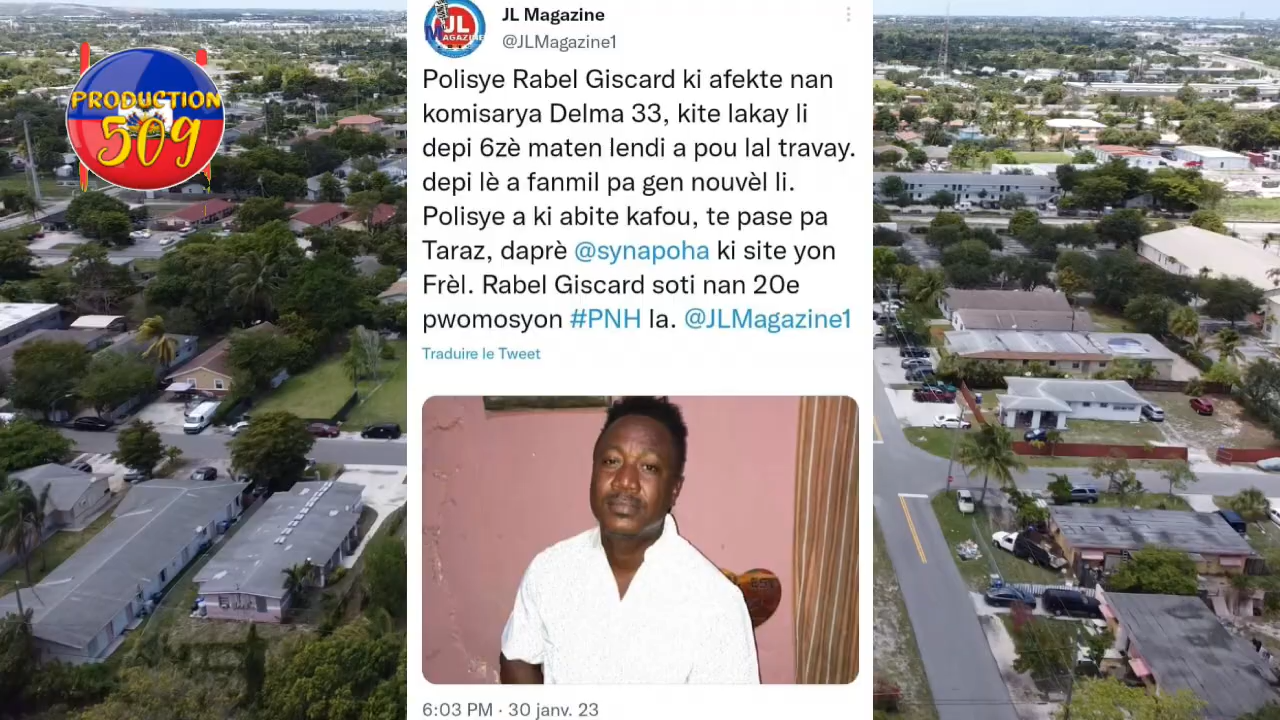 PRODUCTION
509
JL
MAGAZINE
JL Magazine
@JLMagazine1
Polisye Rabel Giscard ki afekte nan
komisarya Delma 33, kite lakay li
depi 6zè maten lendi a pou lal travay.
depi lè a fanmil pa gen nouvèl li.
Polisye a ki abite kafou, te pase pa
Taraz, daprè @synapoha ki site yon
Frèl. Rabel Giscard soti nan 20e
pwomosyon #PNH la. @JLMagazine1
Traduire le Tweet
6:03 PM · 30 janv. 23